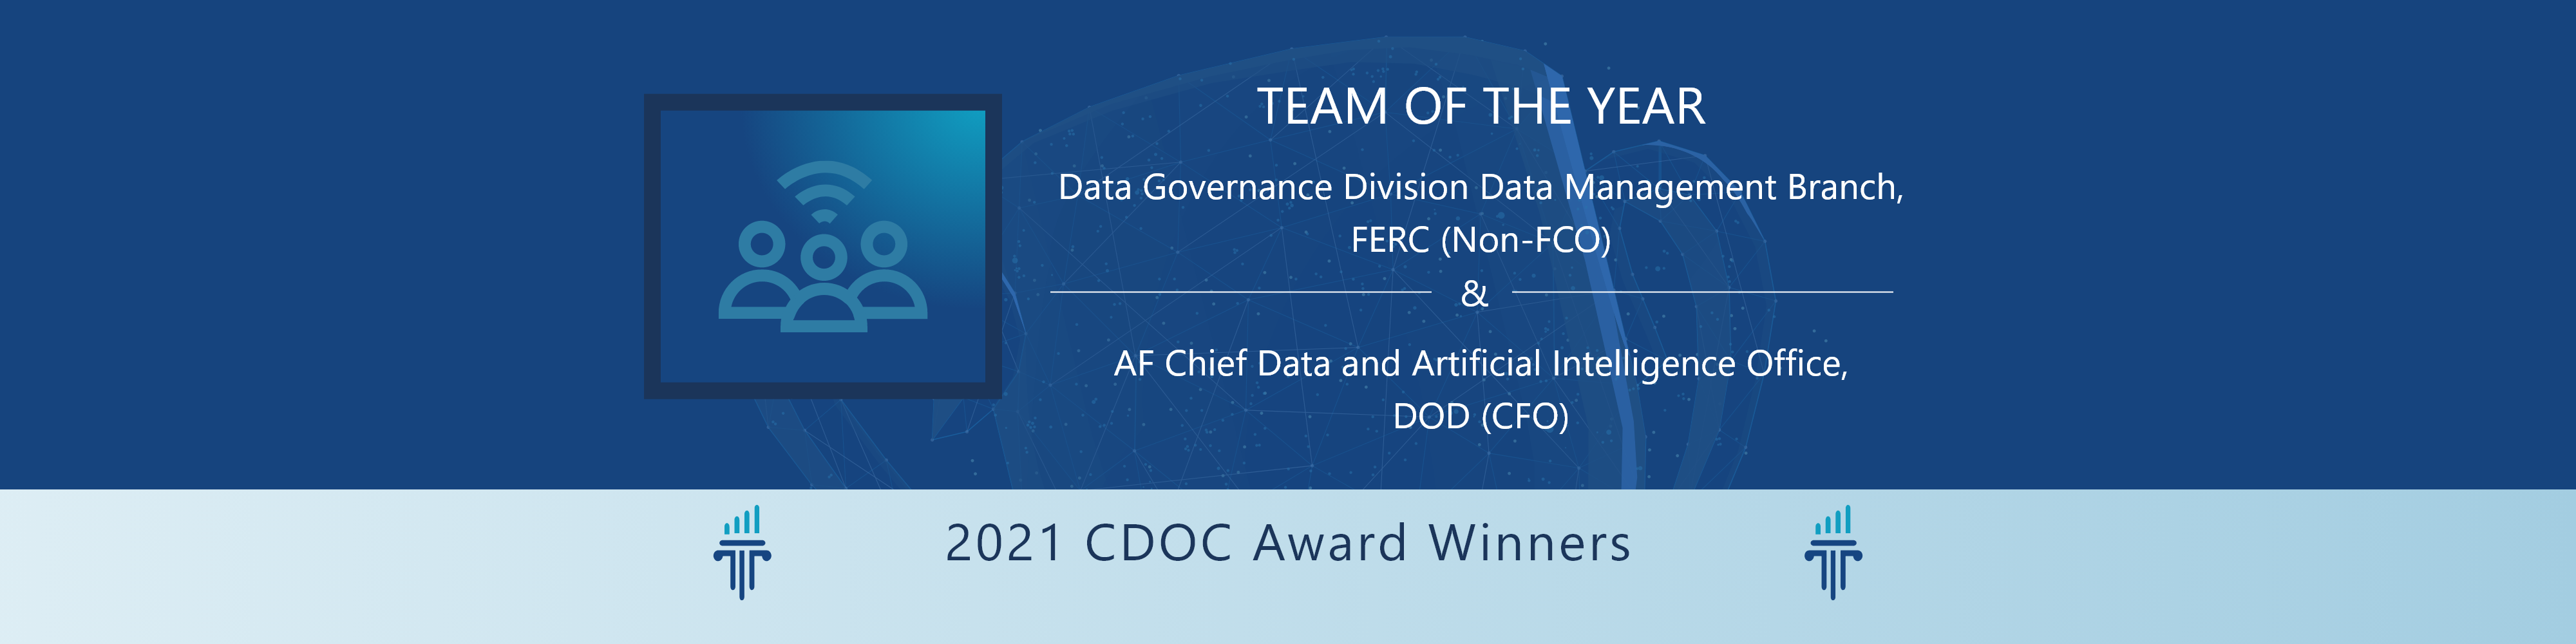 TEAM OF THE YEAR
Data Governance Division Data Management Branch,
FERC (Non-FCO)
&
AF Chief Data and Artificial Intelligence Office,
DOD (CFO)
2021 CDOC Award Winners